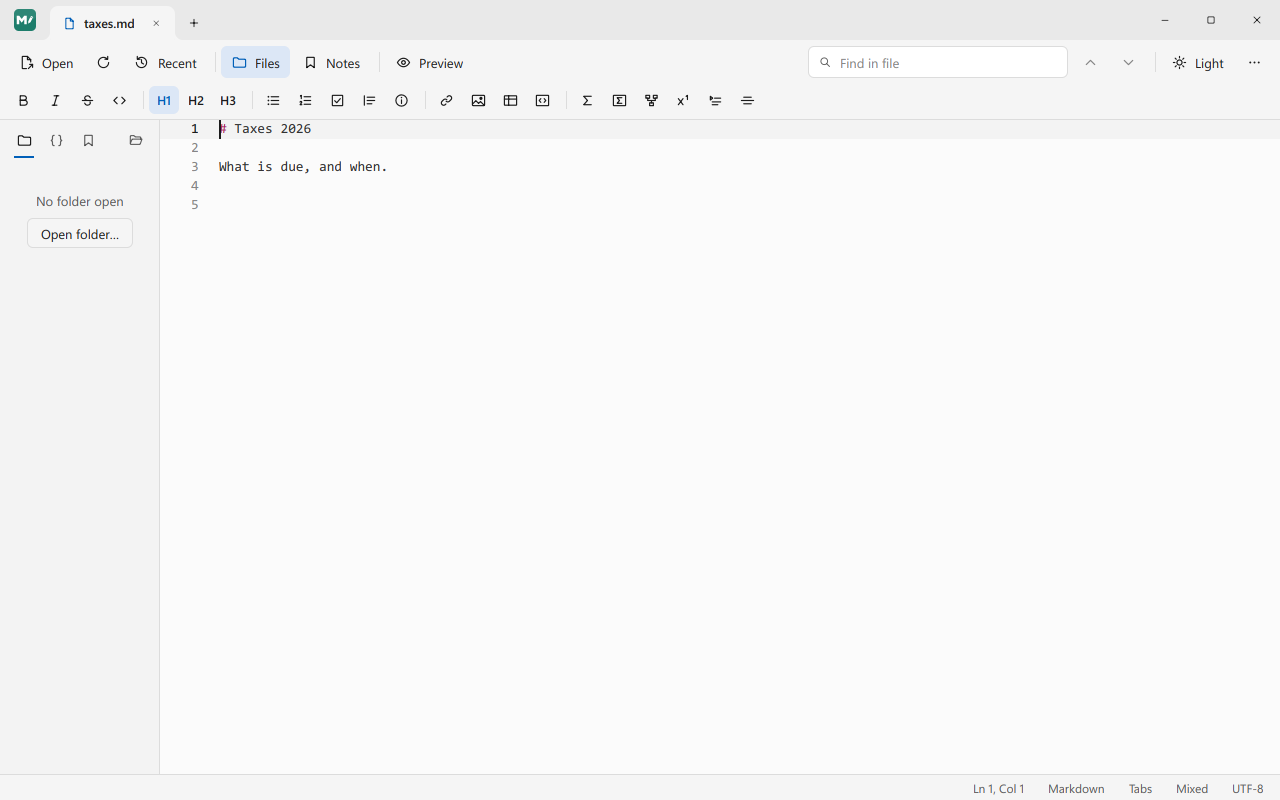 taxes.md
Open
Recent
Files
Notes
Preview
Find in file
Light
H1
H2
H3
No folder open
Open folder...
1 # Taxes 2026
2
3 What is due, and when.
4
5
Ln 1, Col 1
Markdown
Tabs
Mixed
UTF-8